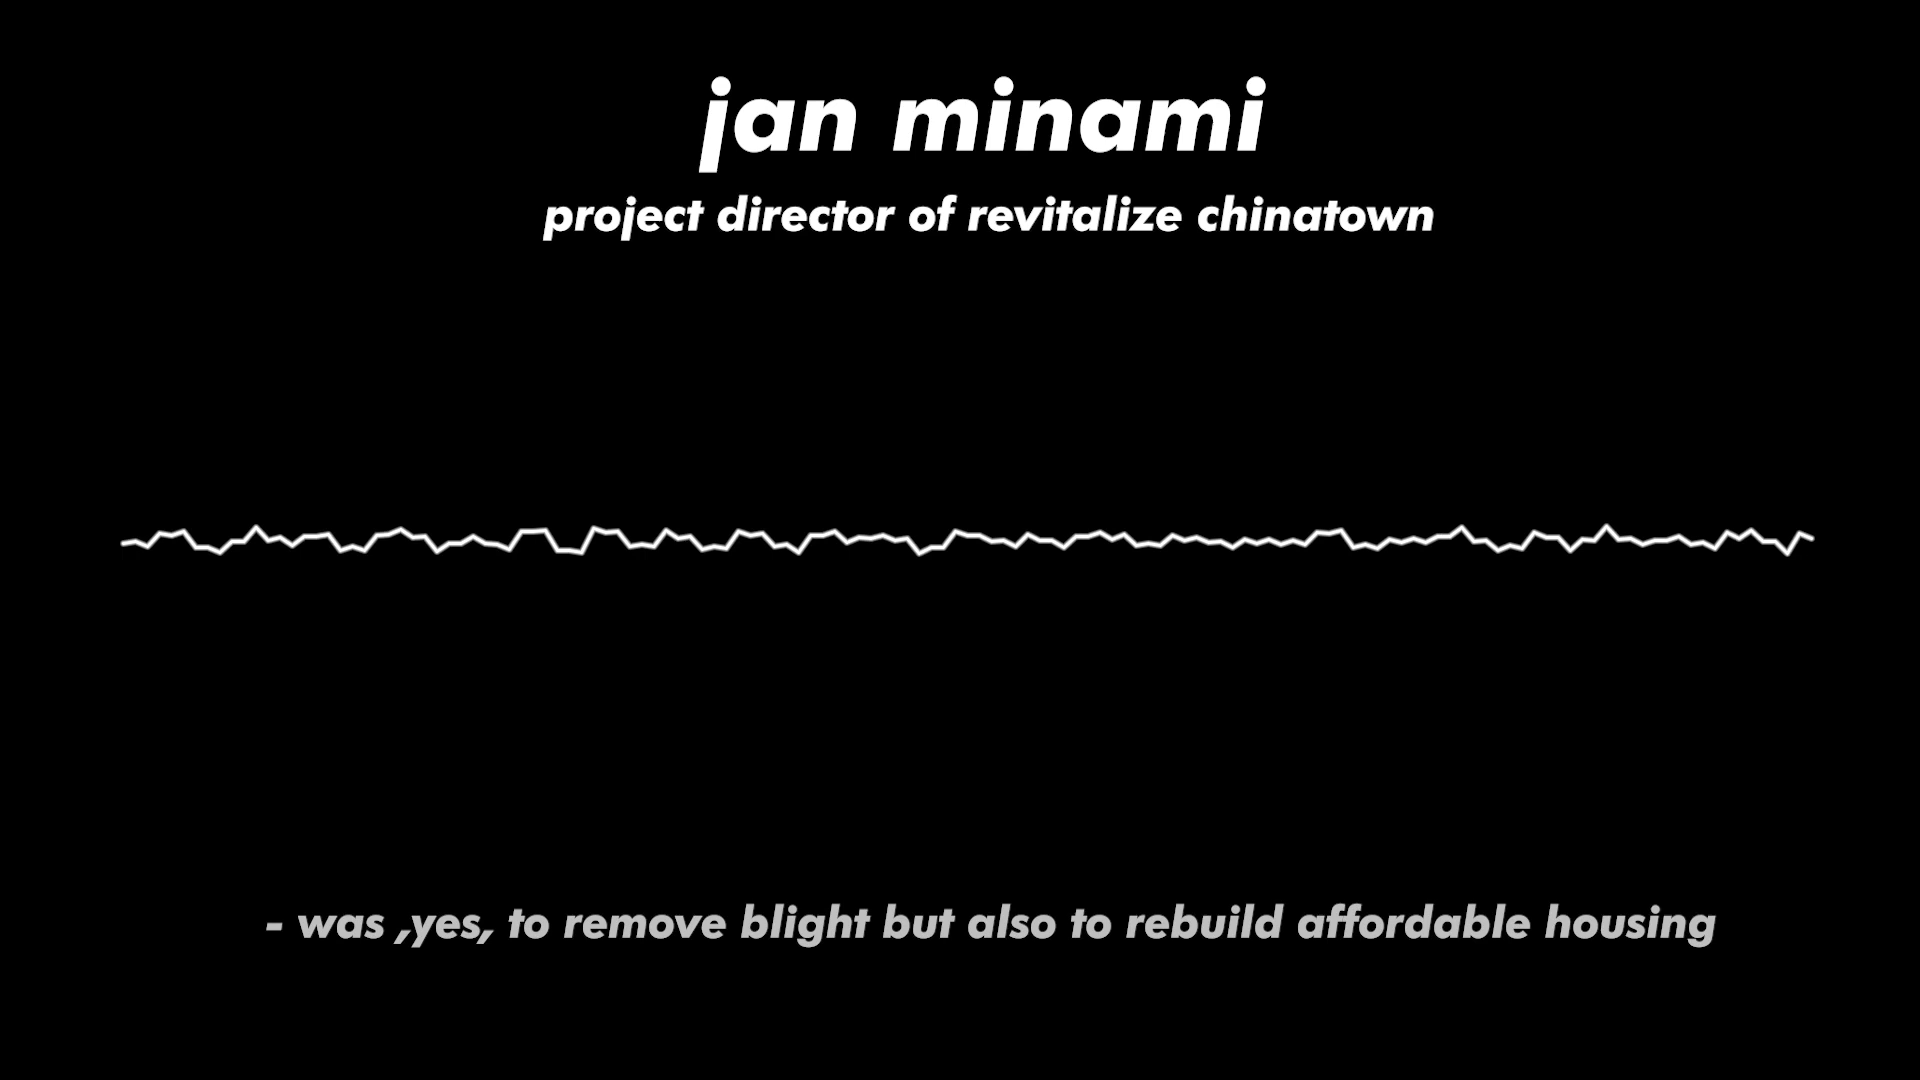 jan minami
project director of revitalize chinatown
- was ,yes, to remove blight but also to rebuild affordable housing